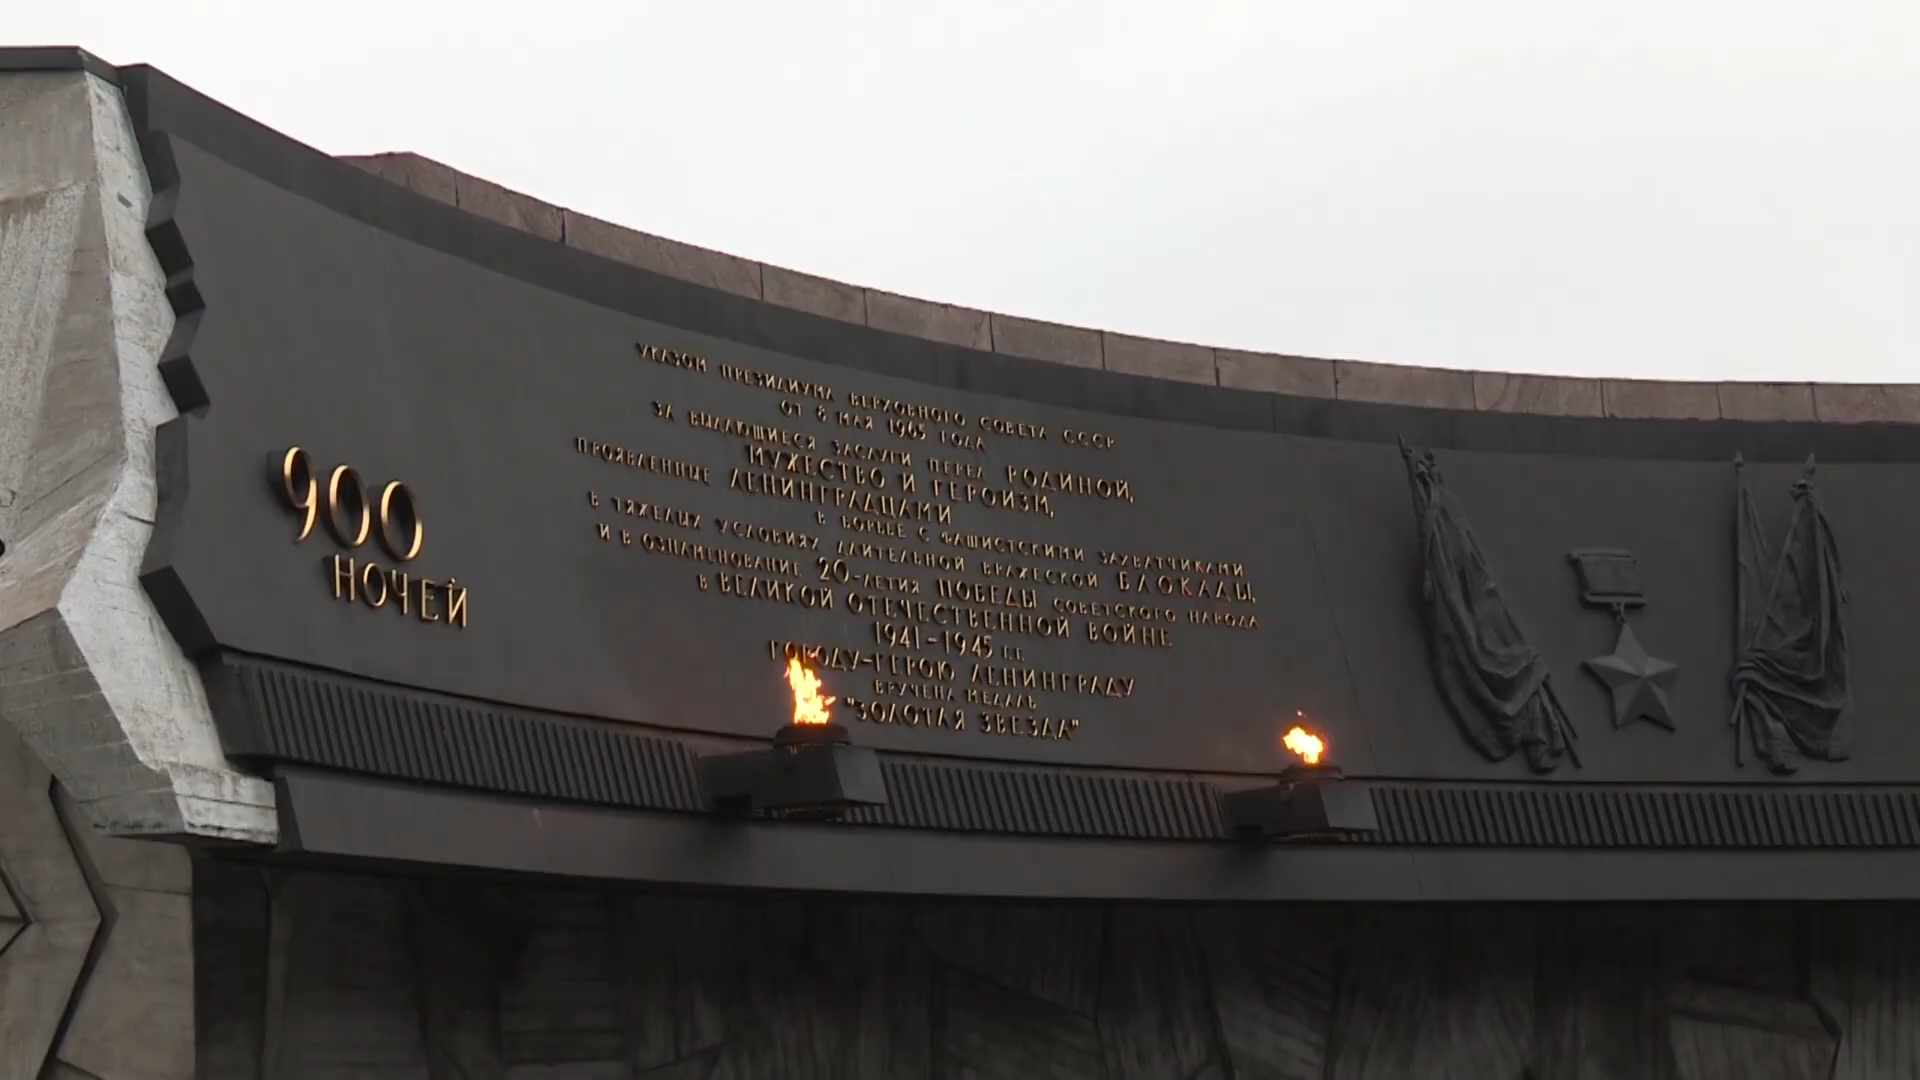 900
НОЧЕЙ
УКАЗОМ ПРЕЗИДИУМА ВЕРХОВНОГО СОВЕТА СССР
ОТ 8 МАЯ 1965 ГОДА
ЗА ВЫДАЮЩИЕСЯ ЗАСЛУГИ ПЕРЕД РОДИНОЙ,
МУЖЕСТВО И ГЕРОИЗМ,
ПРОЯВЛЕННЫЕ ЛЕНИНГРАДЦАМИ
В БОРЬБЕ С ФАШИСТСКИМИ ЗАХВАТЧИКАМИ
В ТЯЖЕЛЫХ УСЛОВИЯХ ДЛИТЕЛЬНОЙ ВРАЖЕСКОЙ БЛОКАДЫ,
И В ОЗНАМЕНОВАНИЕ 20-ЛЕТИЯ ПОБЕДЫ СОВЕТСКОГО НАРОДА
В ВЕЛИКОЙ ОТЕЧЕСТВЕННОЙ ВОЙНЕ
1941-1945 Г.Г.
ГОРОДУ-ГЕРОЮ ЛЕНИНГРАДУ
ВРУЧЕНА МЕДАЛЬ
"ЗОЛОТАЯ ЗВЕЗДА"